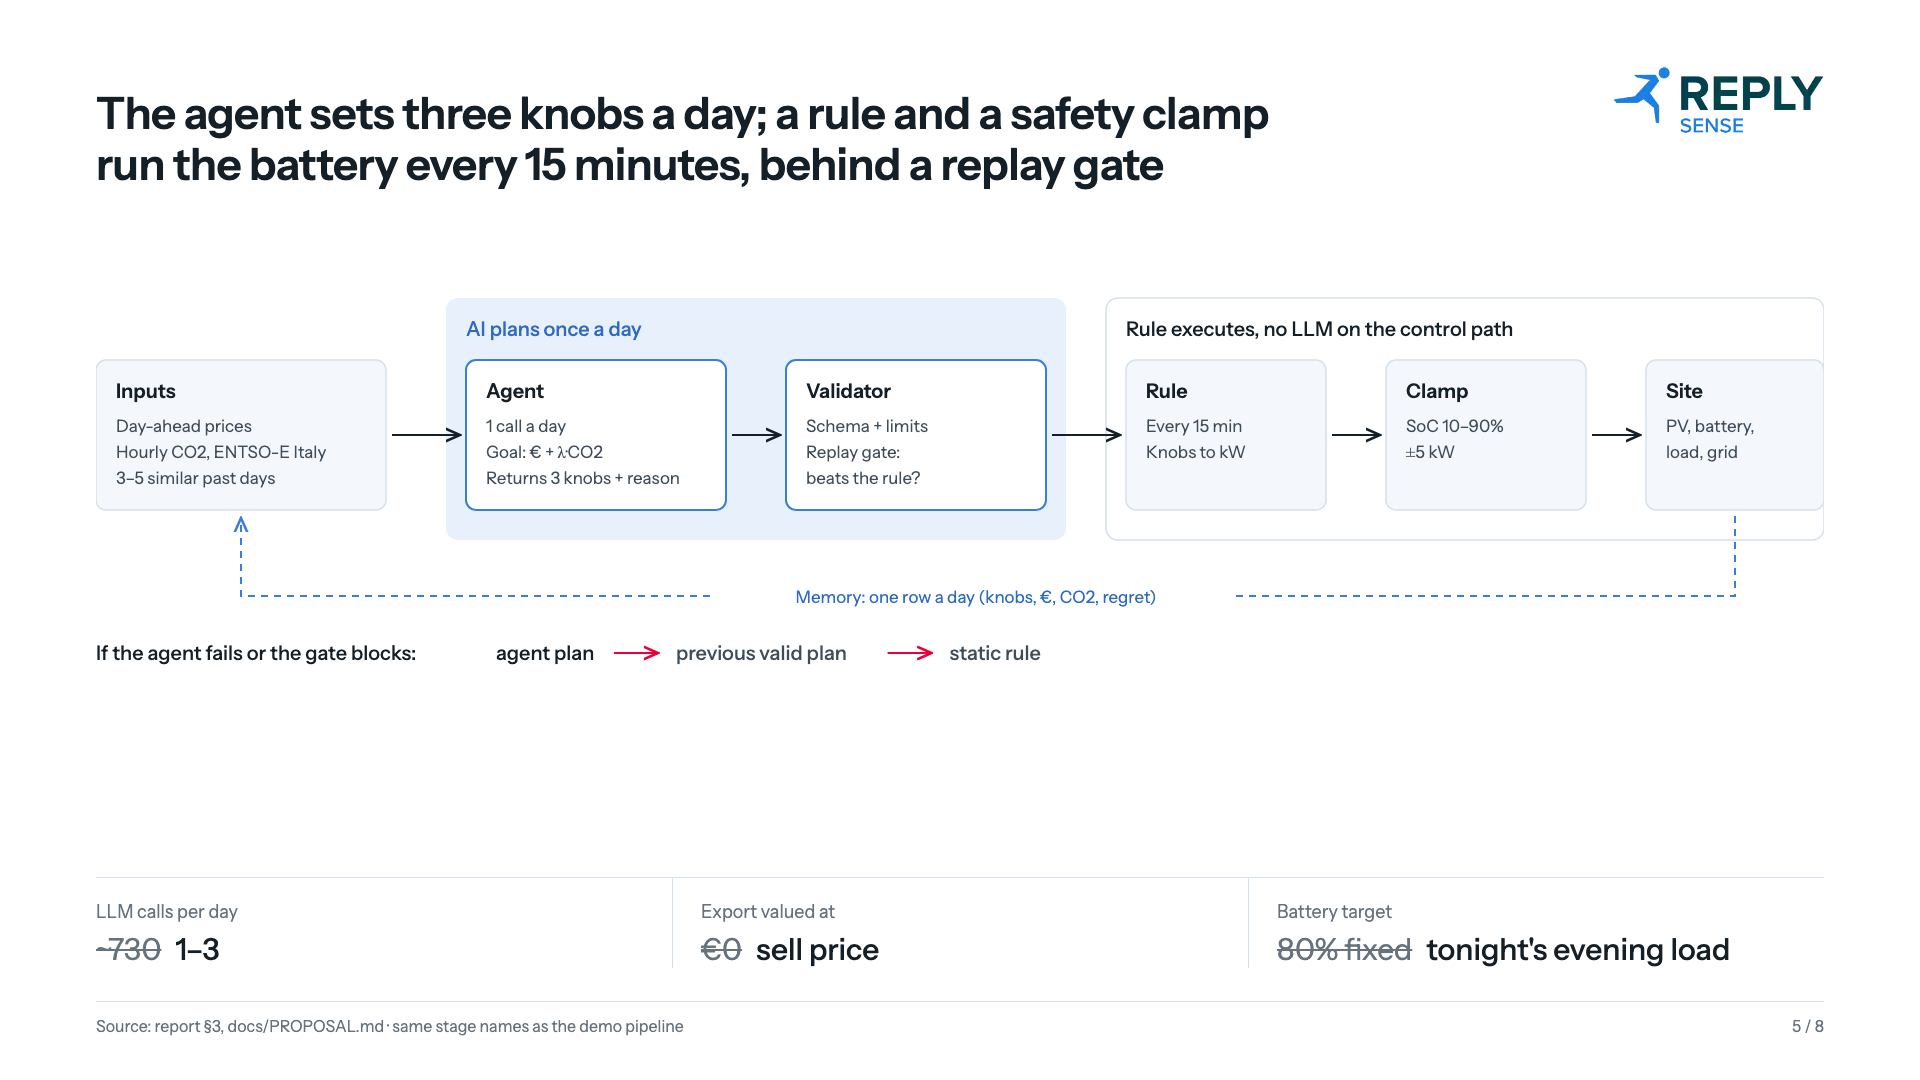 The agent sets three knobs a day; a rule and a safety clamp
run the battery every 15 minutes, behind a replay gate
REPLY
SENSE
AI plans once a day
Rule executes, no LLM on the control path
Inputs
Day-ahead prices
Hourly CO2, ENTSO-E Italy
3–5 similar past days
Agent
1 call a day
Goal: € + λ·CO2
Returns 3 knobs + reason
Validator
Schema + limits
Replay gate:
beats the rule?
Rule
Every 15 min
Knobs to kW
Clamp
SoC 10–90%
±5 kW
Site
PV, battery,
load, grid
Memory: one row a day (knobs, €, CO2, regret)
If the agent fails or the gate blocks: agent plan previous valid plan static rule
LLM calls per day
~730 1–3
Export valued at
€0 sell price
Battery target
80% fixed tonight's evening load
Source: report §3, docs/PROPOSAL.md · same stage names as the demo pipeline
5 / 8